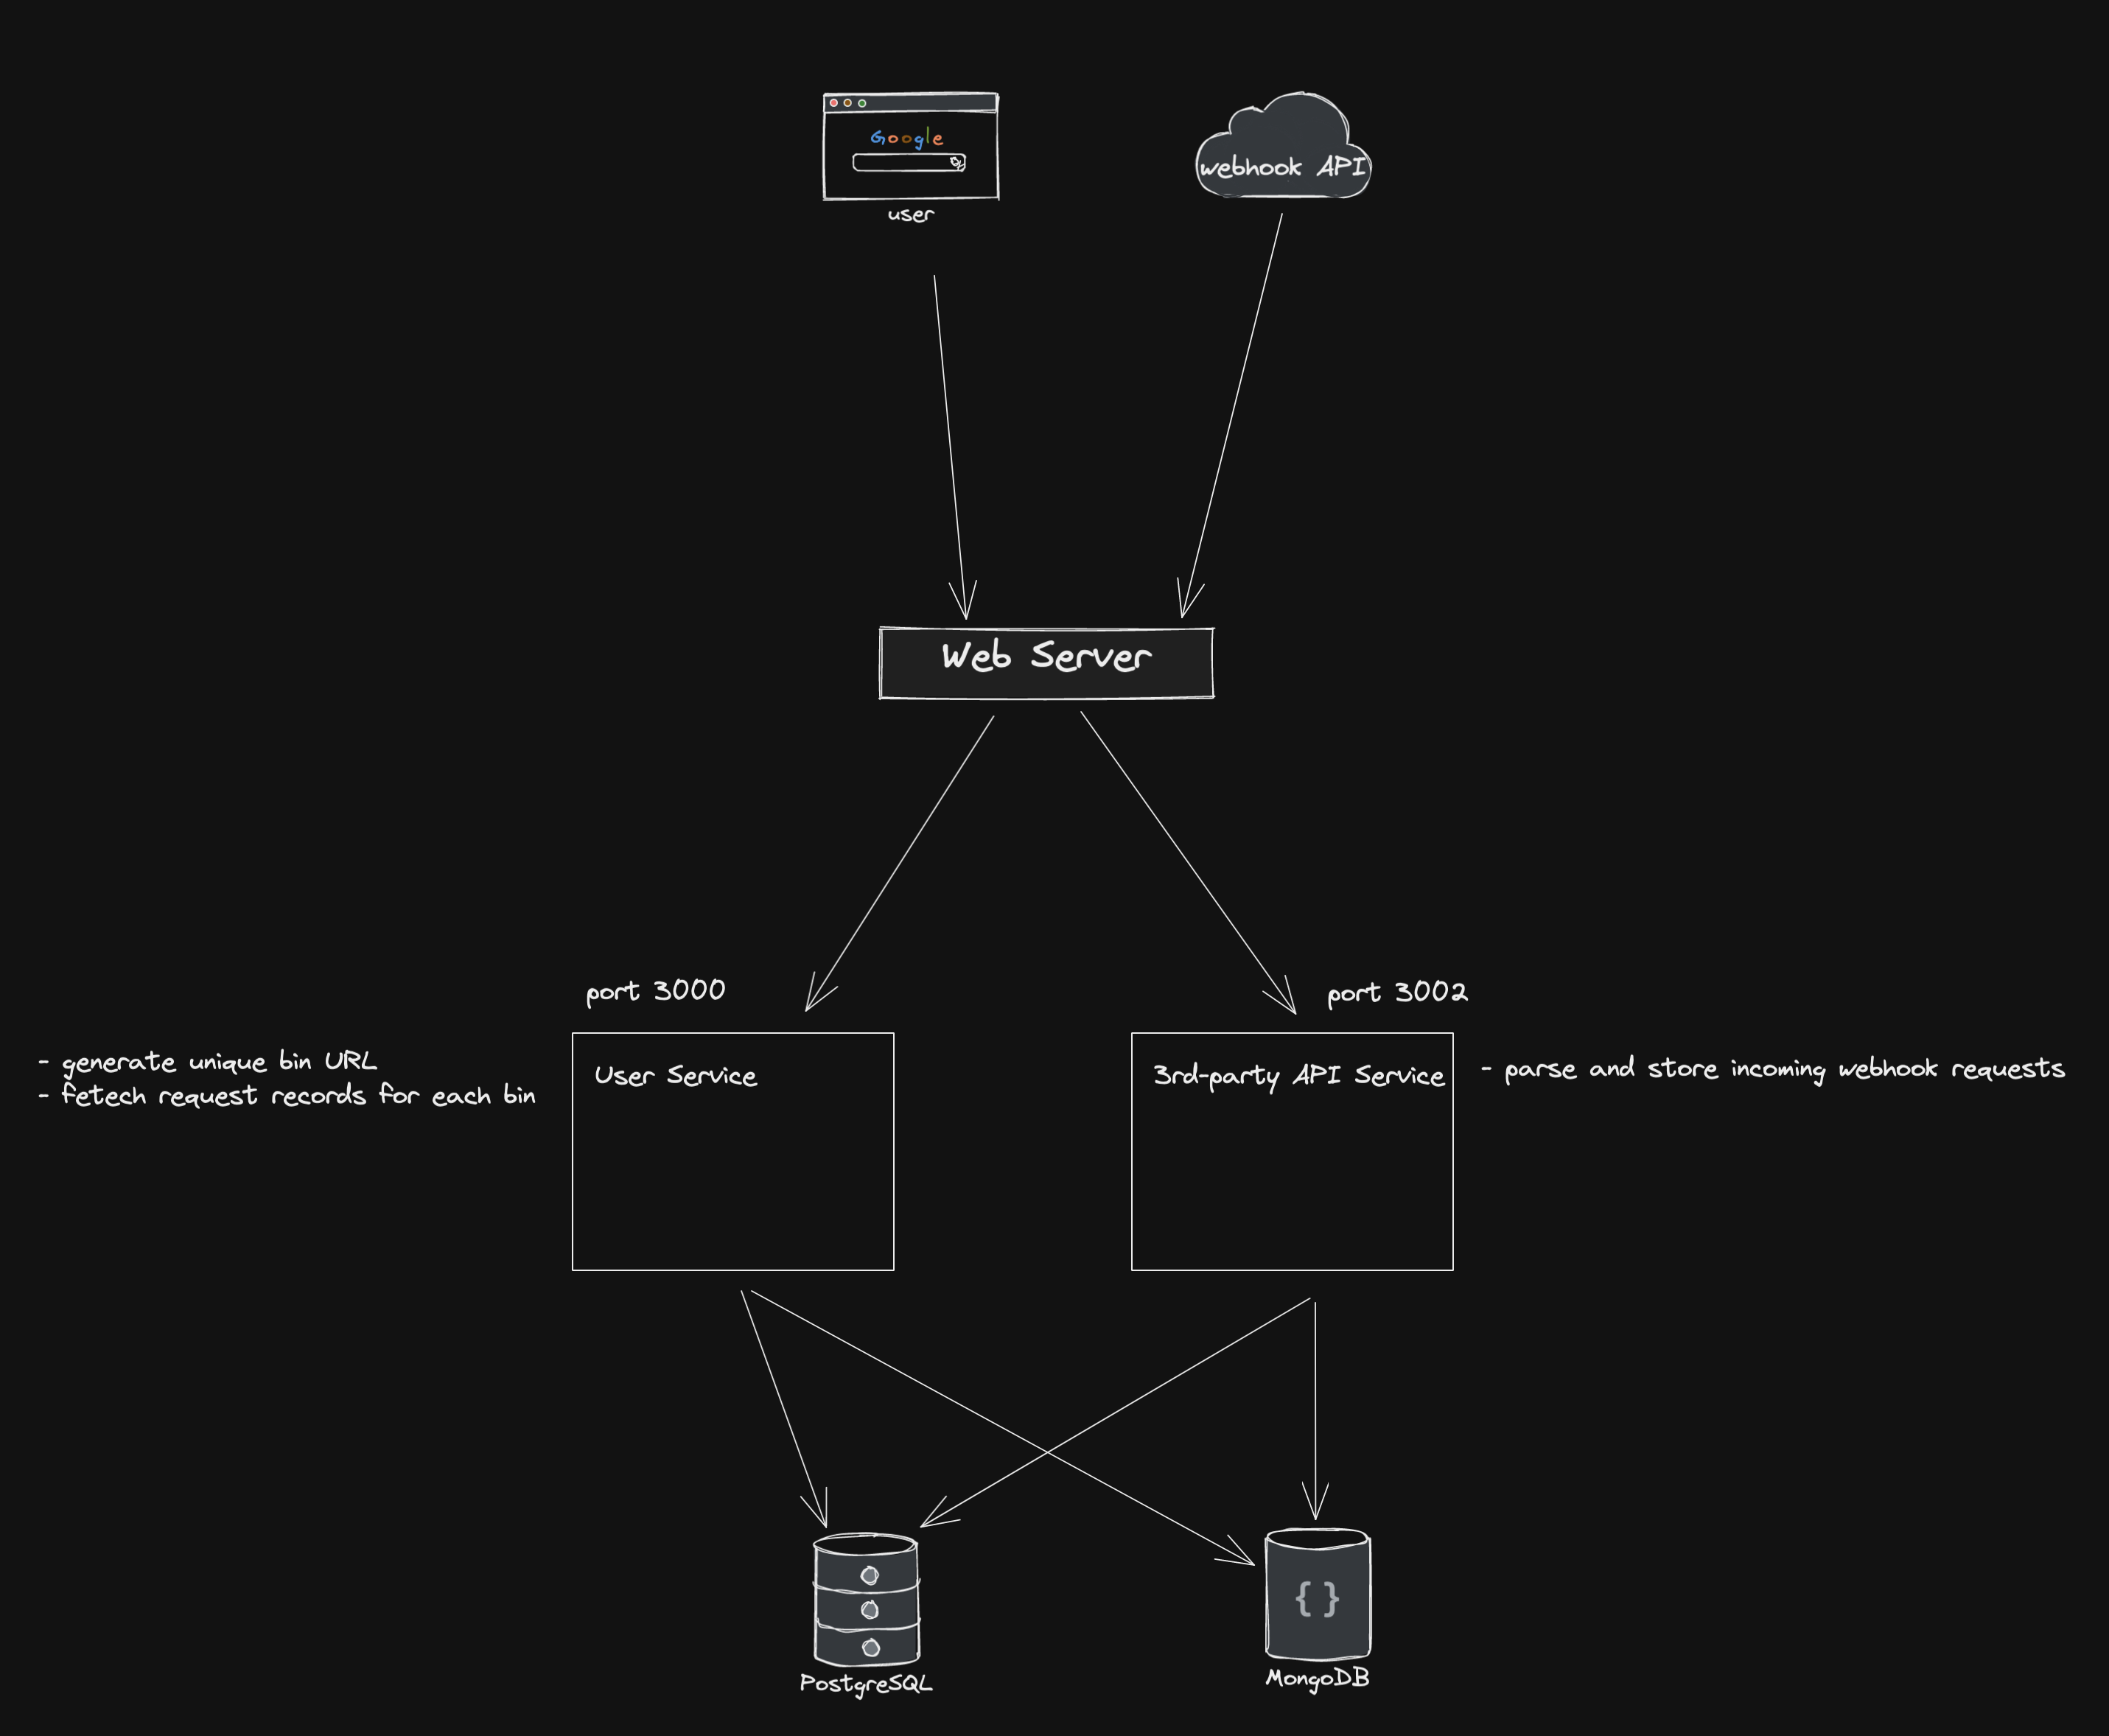 Google
user
webhook API
Web Server
port 3000
port 3002
- generate unique bin URL
- fetech request records for each bin
User Service
3rd-party API Service
- parse and store incoming webhook requests
PostgreSQL
{ }
MongoDB